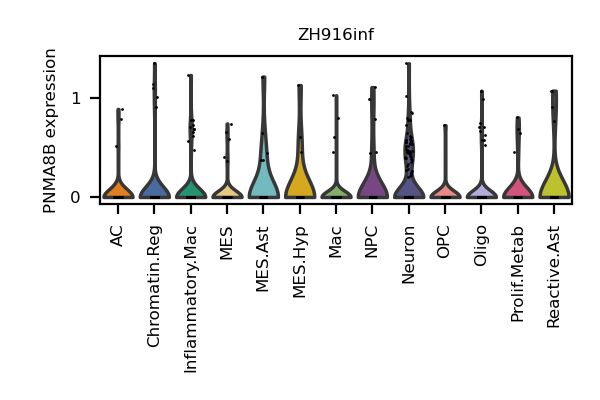 ZH916inf
PNMA8B expression
1
0
AC
Chromatin.Reg
Inflammatory.Mac
MES
MES.Ast
MES.Hyp
Mac
NPC
Neuron
OPC
Oligo
Prolif.Metab
Reactive.Ast